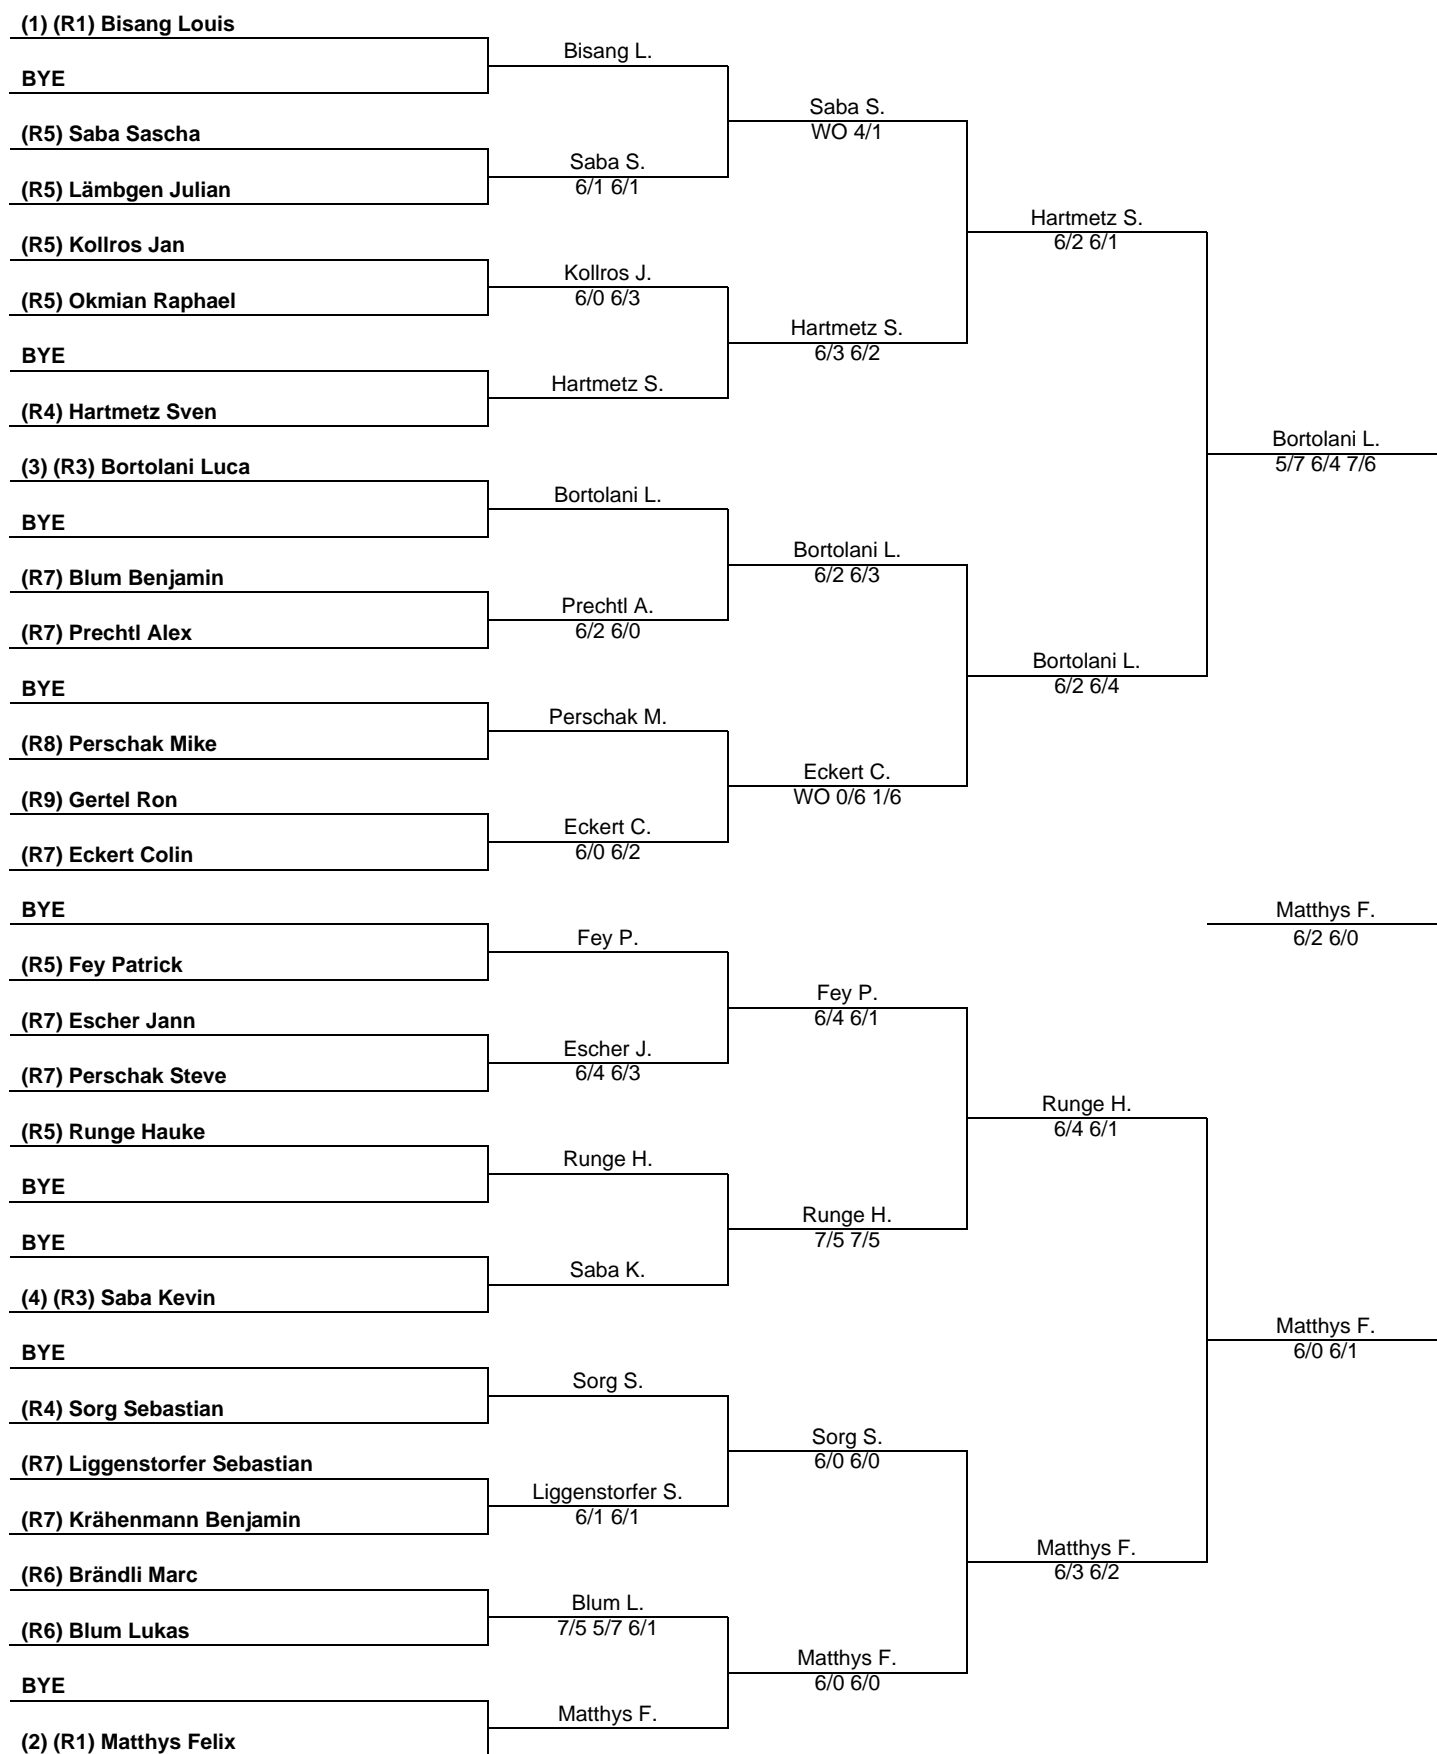 (1) (R1) Bisang Louis
BYE
(R5) Saba Sascha
(R5) Lämbgen Julian
(R5) Kollros Jan
(R5) Okmian Raphael
BYE
(R4) Hartmetz Sven
(3) (R3) Bortolani Luca
BYE
(R7) Blum Benjamin
(R7) Prechtl Alex
BYE
(R8) Perschak Mike
(R9) Gertel Ron
(R7) Eckert Colin
BYE
(R5) Fey Patrick
(R7) Escher Jann
(R7) Perschak Steve
(R5) Runge Hauke
BYE
BYE
(4) (R3) Saba Kevin
BYE
(R4) Sorg Sebastian
(R7) Liggenstorfer Sebastian
(R7) Krähenmann Benjamin
(R6) Brändli Marc
(R6) Blum Lukas
BYE
(2) (R1) Matthys Felix
Bisang L.
Saba S.
6/1 6/1
Kollros J.
6/0 6/3
Hartmetz S.
Bortolani L.
Prechtl A.
6/2 6/0
Perschak M.
Eckert C.
6/0 6/2
Fey P.
Escher J.
6/4 6/3
Runge H.
Saba K.
Sorg S.
Liggenstorfer S.
6/1 6/1
Blum L.
7/5 5/7 6/1
Matthys F.
Saba S.
WO 4/1
Hartmetz S.
6/3 6/2
Bortolani L.
6/2 6/3
Eckert C.
WO 0/6 1/6
Fey P.
6/4 6/1
Runge H.
7/5 7/5
Sorg S.
6/0 6/0
Matthys F.
6/0 6/0
Hartmetz S.
6/2 6/1
Bortolani L.
6/2 6/4
Runge H.
6/4 6/1
Matthys F.
6/3 6/2
Bortolani L.
5/7 6/4 7/6
Matthys F.
6/2 6/0
Matthys F.
6/0 6/1